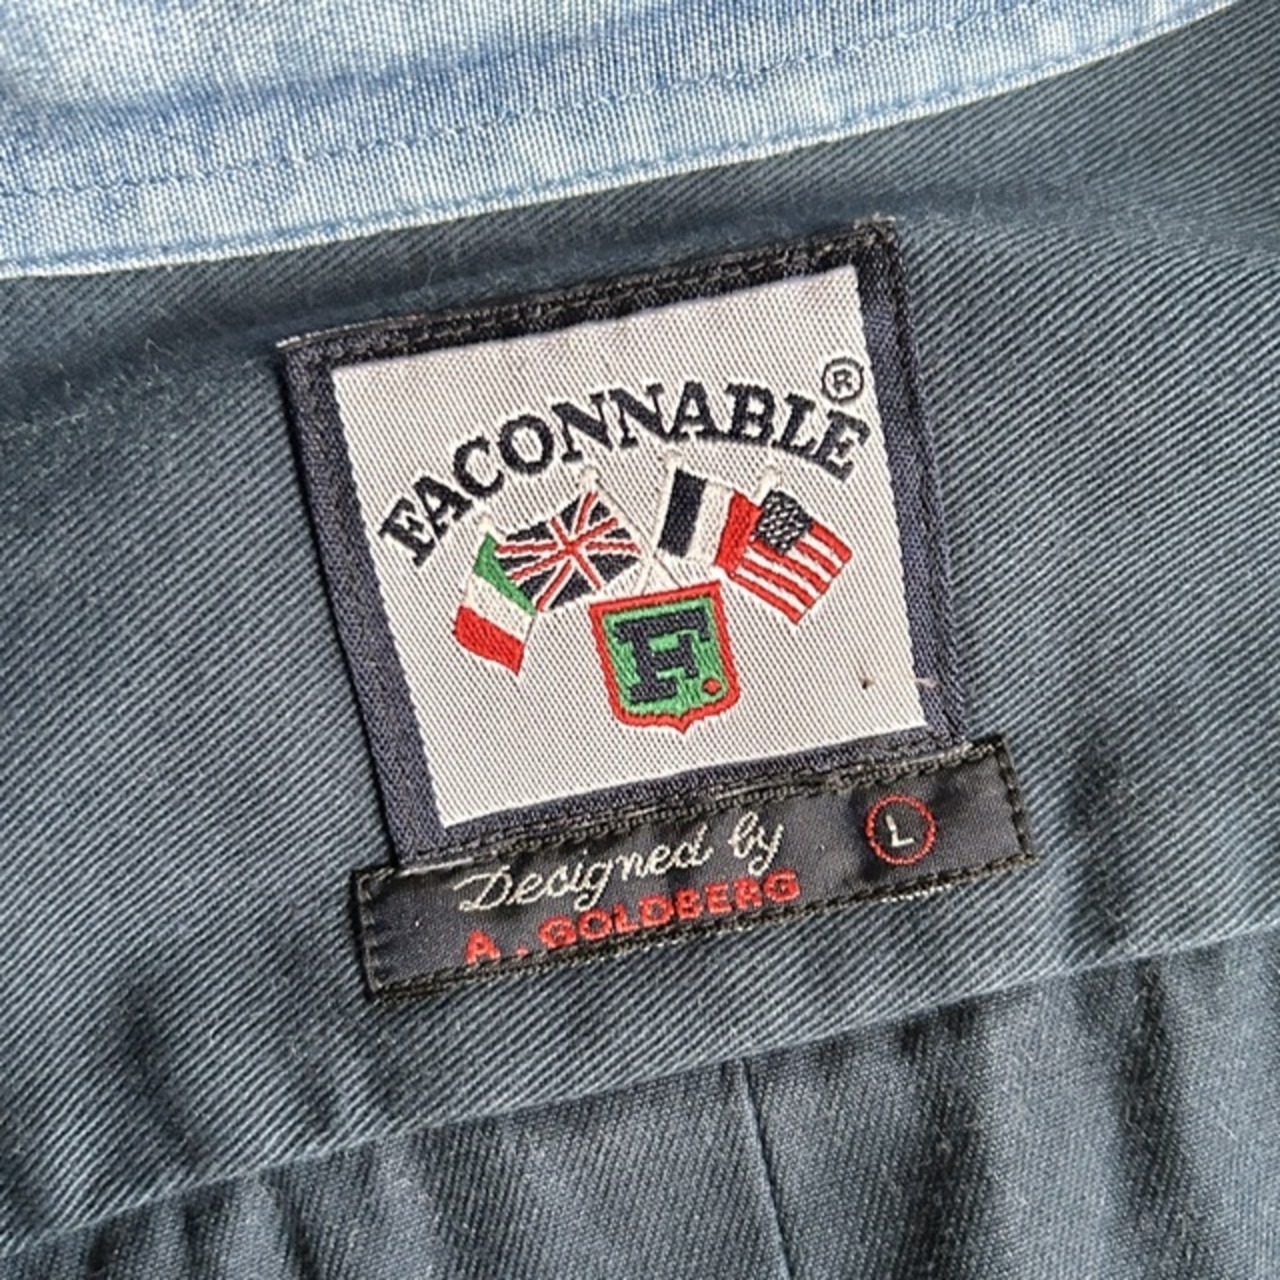 FACONNABLE ®
F.
Designed by
A. GOLDBERG
L